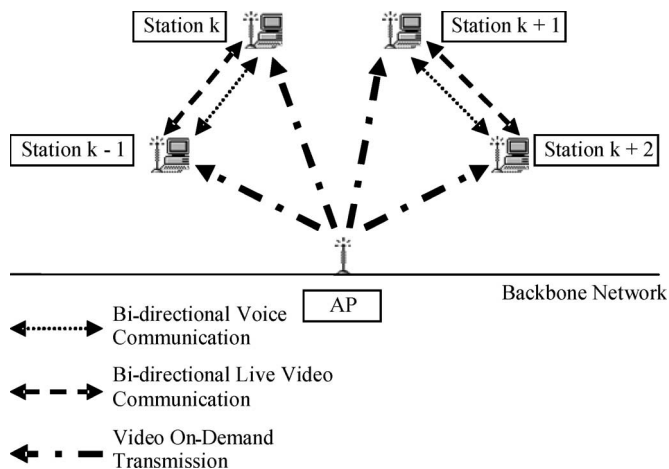 Station k
Station k + 1
Station k - 1
Station k + 2
AP
Backbone Network
Bi-directional Voice
Communication
Bi-directional Live Video
Communication
Video On-Demand
Transmission